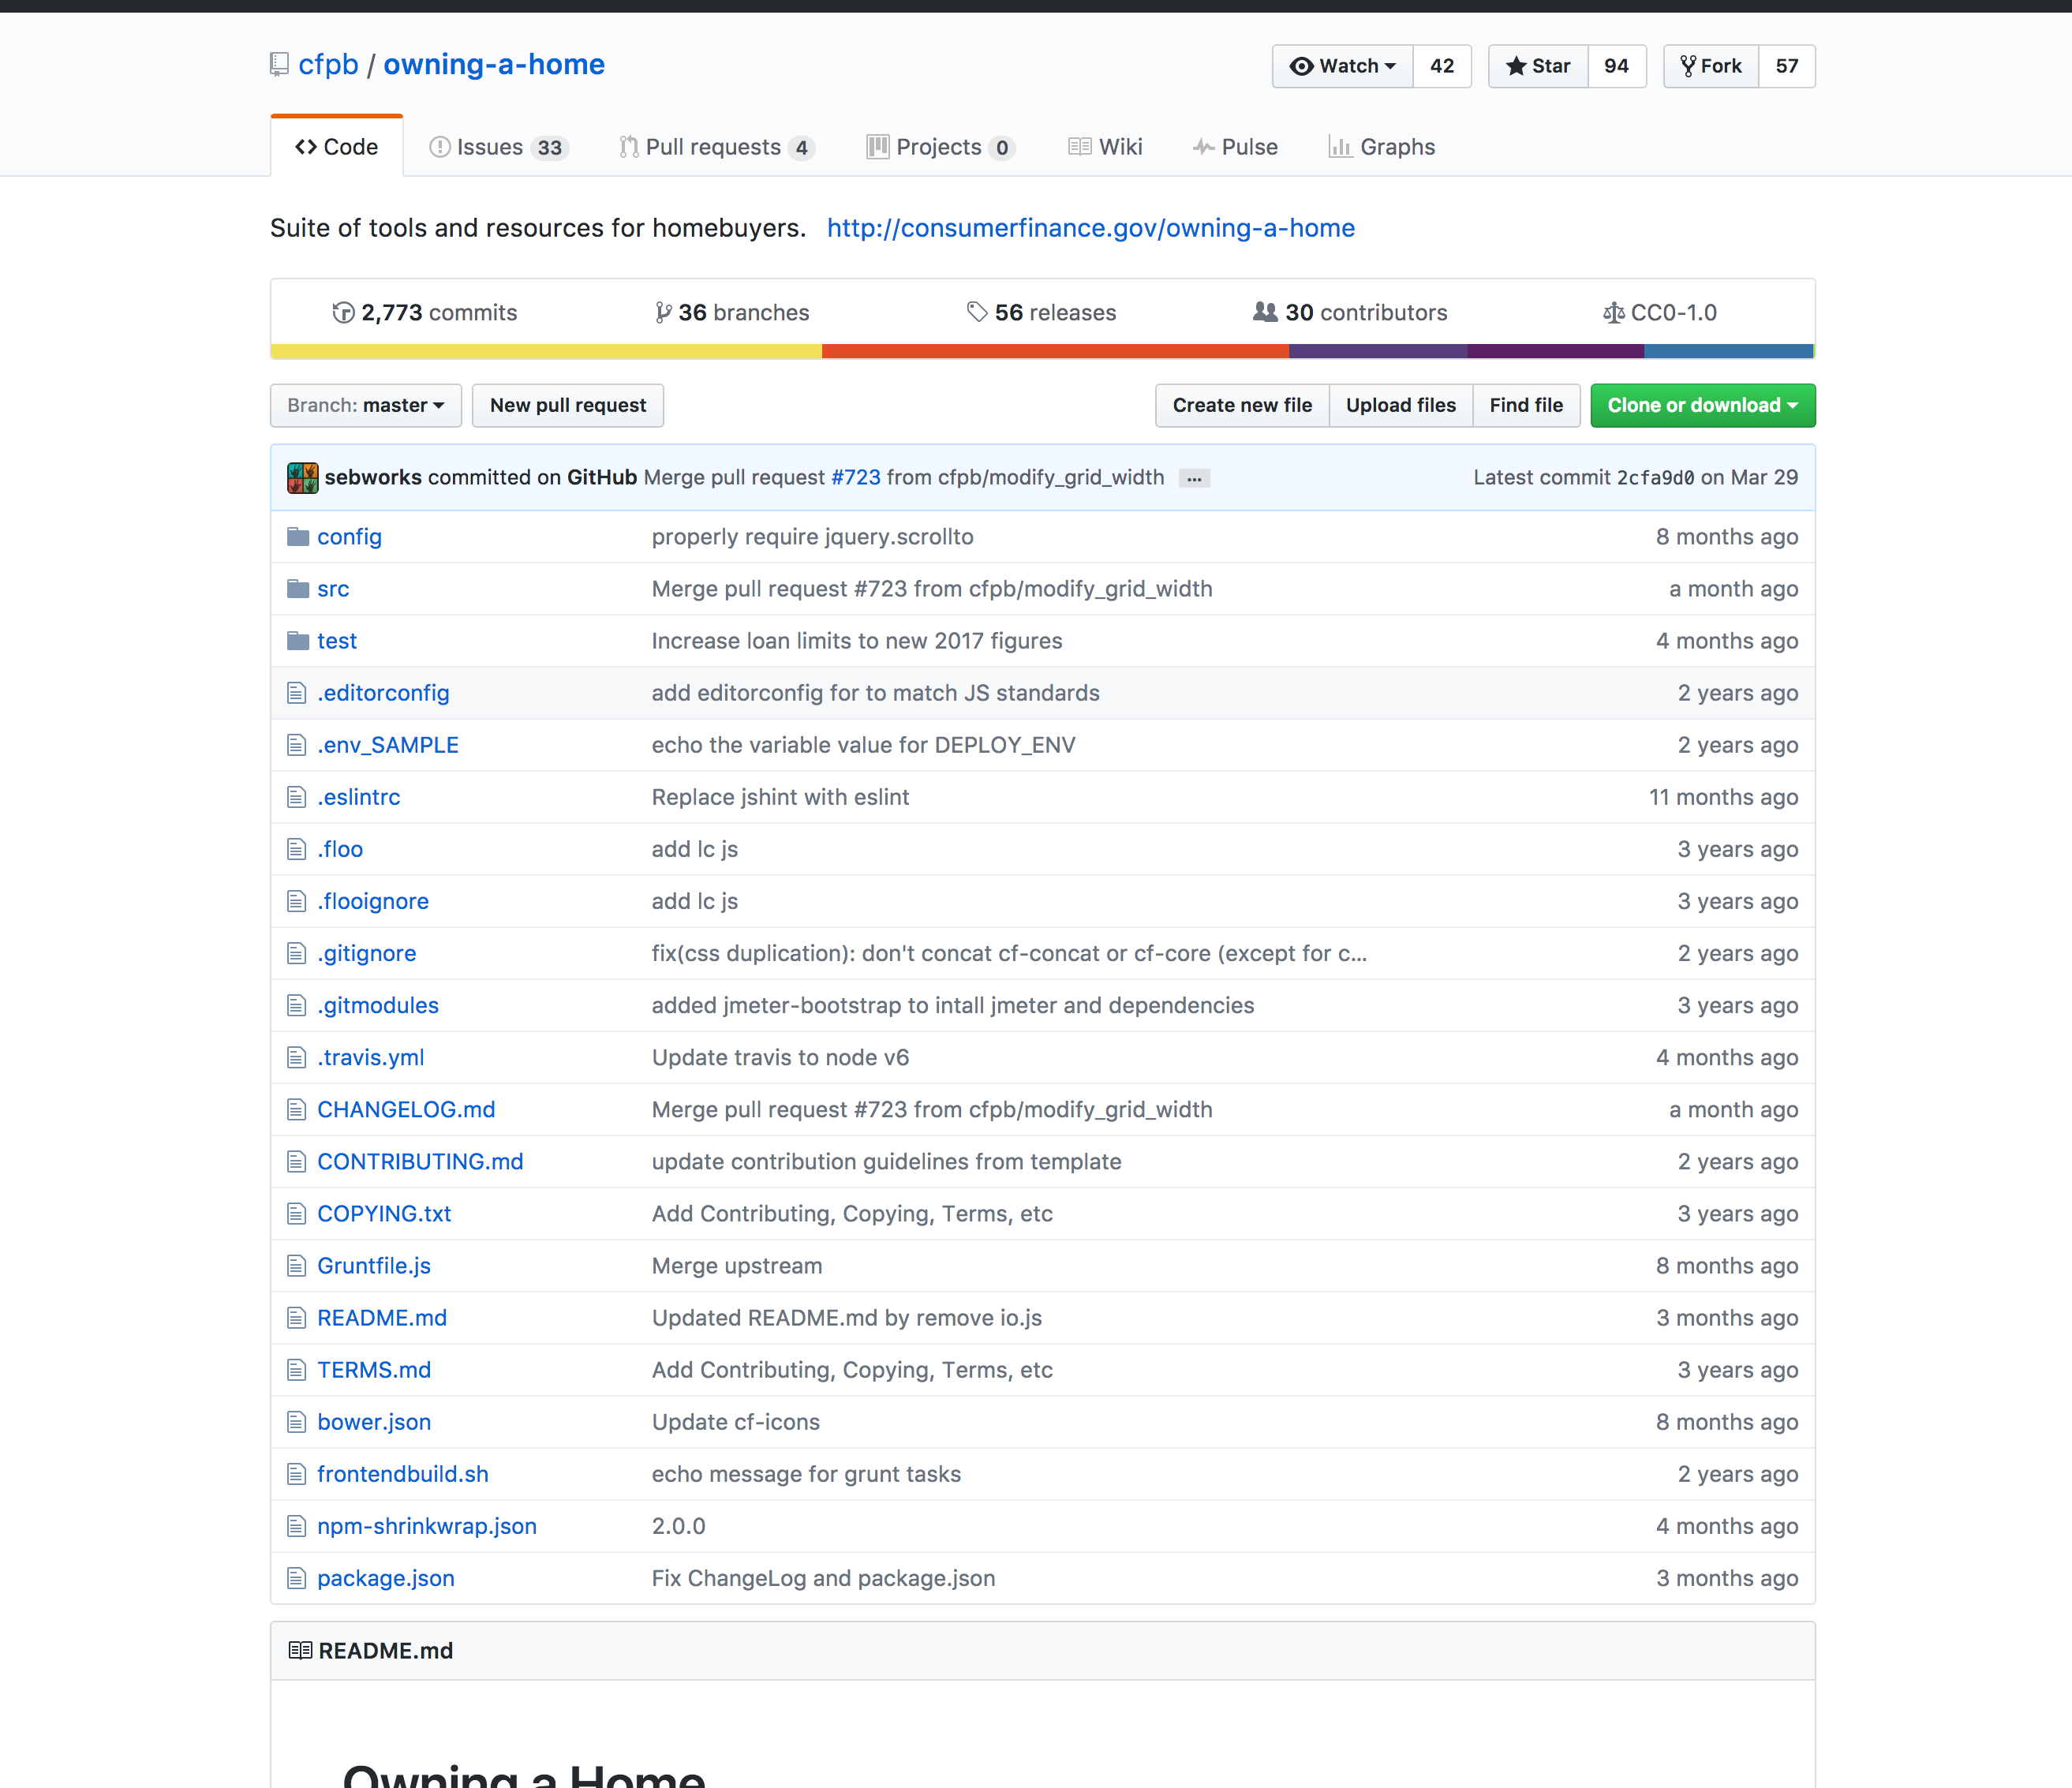 cfpb / owning-a-home Watch 42 Star 94 Fork 57
Code Issues 33 Pull requests 4 Projects 0 Wiki Pulse Graphs
Suite of tools and resources for homebuyers. http://consumerfinance.gov/owning-a-home
2,773 commits 36 branches 56 releases 30 contributors CC0-1.0
Branch: master New pull request Create new file Upload files Find file Clone or download
sebworks committed on GitHub Merge pull request #723 from cfpb/modify_grid_width ... Latest commit 2cfa9d0 on Mar 29
config properly require jquery.scrollto 8 months ago
src Merge pull request #723 from cfpb/modify_grid_width a month ago
test Increase loan limits to new 2017 figures 4 months ago
.editorconfig add editorconfig for to match JS standards 2 years ago
.env_SAMPLE echo the variable value for DEPLOY_ENV 2 years ago
.eslintrc Replace jshint with eslint 11 months ago
.floo add lc js 3 years ago
.flooignore add lc js 3 years ago
.gitignore fix(css duplication): don't concat cf-concat or cf-core (except for c... 2 years ago
.gitmodules added jmeter-bootstrap to intall jmeter and dependencies 3 years ago
.travis.yml Update travis to node v6 4 months ago
CHANGELOG.md Merge pull request #723 from cfpb/modify_grid_width a month ago
CONTRIBUTING.md update contribution guidelines from template 2 years ago
COPYING.txt Add Contributing, Copying, Terms, etc 3 years ago
Gruntfile.js Merge upstream 8 months ago
README.md Updated README.md by remove io.js 3 months ago
TERMS.md Add Contributing, Copying, Terms, etc 3 years ago
bower.json Update cf-icons 8 months ago
frontendbuild.sh echo message for grunt tasks 2 years ago
npm-shrinkwrap.json 2.0.0 4 months ago
package.json Fix ChangeLog and package.json 3 months ago
README.md
Owning a Home